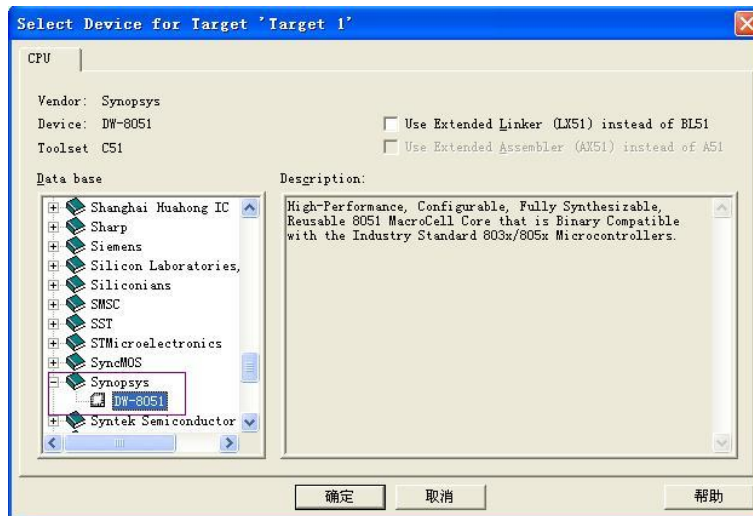 Select Device for Target 'Target 1'
CPU
Vendor: Synopsys
Device: DW-8051
Toolset C51
Use Extended Linker (LX51) instead of BL51
Use Extended Assembler (AX51) instead of A51
Data base
Shanghai Huahong IC
Sharp
Siemens
Silicon Laboratories,
Siliconians
SMSC
SST
STMicroelectronics
SyncMOS
Synopsys
DW-8051
Syntek Semiconductor
Description:
High-Performance, Configurable, Fully Synthesizable,
Reusable 8051 MacroCell Core that is Binary Compatible
with the Industry Standard 803x/805x Microcontrollers.
确定 取消 帮助